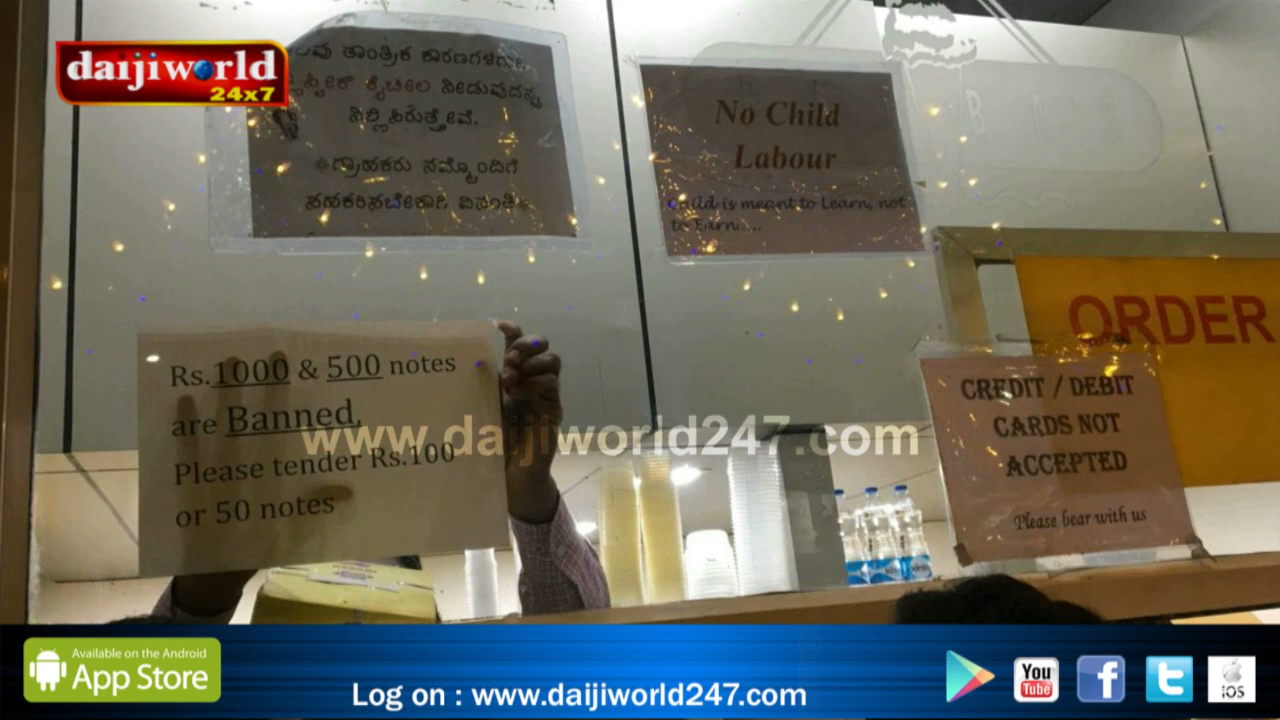 daijiworld
24x7
ತಾಂತ್ರಿಕ ಕಾರಣಗಳಿಗಾಗಿ
ಪ್ಲಾಸ್ಟಿಕ್ ಕೈಚೀಲ ನೀಡುವುದನ್ನು
ನಿಲ್ಲಿಸಿರುತ್ತೇವೆ.
ಗ್ರಾಹಕರು ನಮ್ಮೊಂದಿಗೆ
ಸಹಕರಿಸಬೇಕಾಗಿ ವಿನಂತಿ
No Child
Labour
Child is meant to Learn, not
to Earn....
ORDER
Rs.1000 & 500 notes
are Banned,
Please tender Rs.100
or 50 notes
CREDIT / DEBIT
CARDS NOT
ACCEPTED
Please bear with us
www.daijiworld247.com
Available on the Android
App Store
Log on : www.daijiworld247.com
You
Tube
f
t
iOS